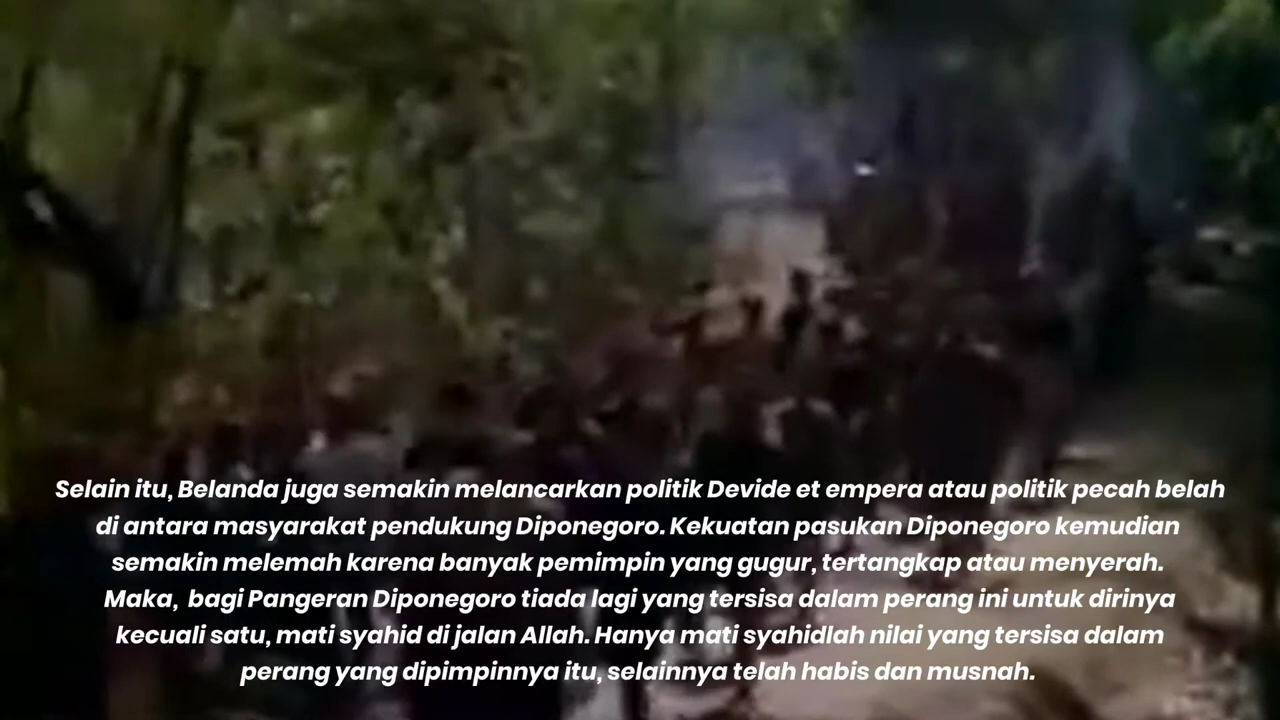 Selain itu, Belanda juga semakin melancarkan politik Devide et empera atau politik pecah belah
di antara masyarakat pendukung Diponegoro. Kekuatan pasukan Diponegoro kemudian
semakin melemah karena banyak pemimpin yang gugur, tertangkap atau menyerah.
Maka,  bagi Pangeran Diponegoro tiada lagi yang tersisa dalam perang ini untuk dirinya
kecuali satu, mati syahid di jalan Allah. Hanya mati syahidlah nilai yang tersisa dalam
perang yang dipimpinnya itu, selainnya telah habis dan musnah.